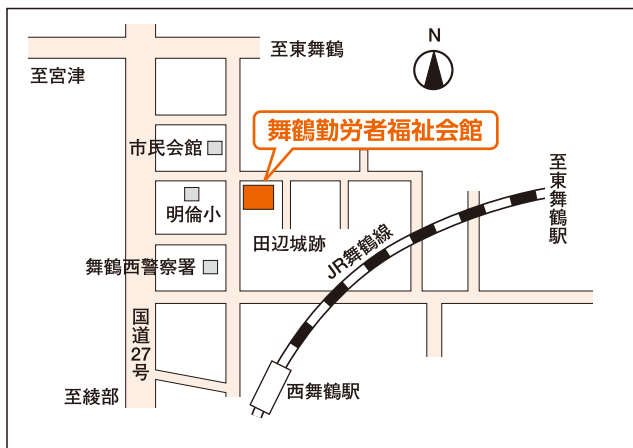 N
至東舞鶴
至宮津
舞鶴勤労者福祉会館
市民会館
至東舞鶴駅
明倫小
田辺城跡
JR舞鶴線
舞鶴西警察署
国道27号
西舞鶴駅
至綾部